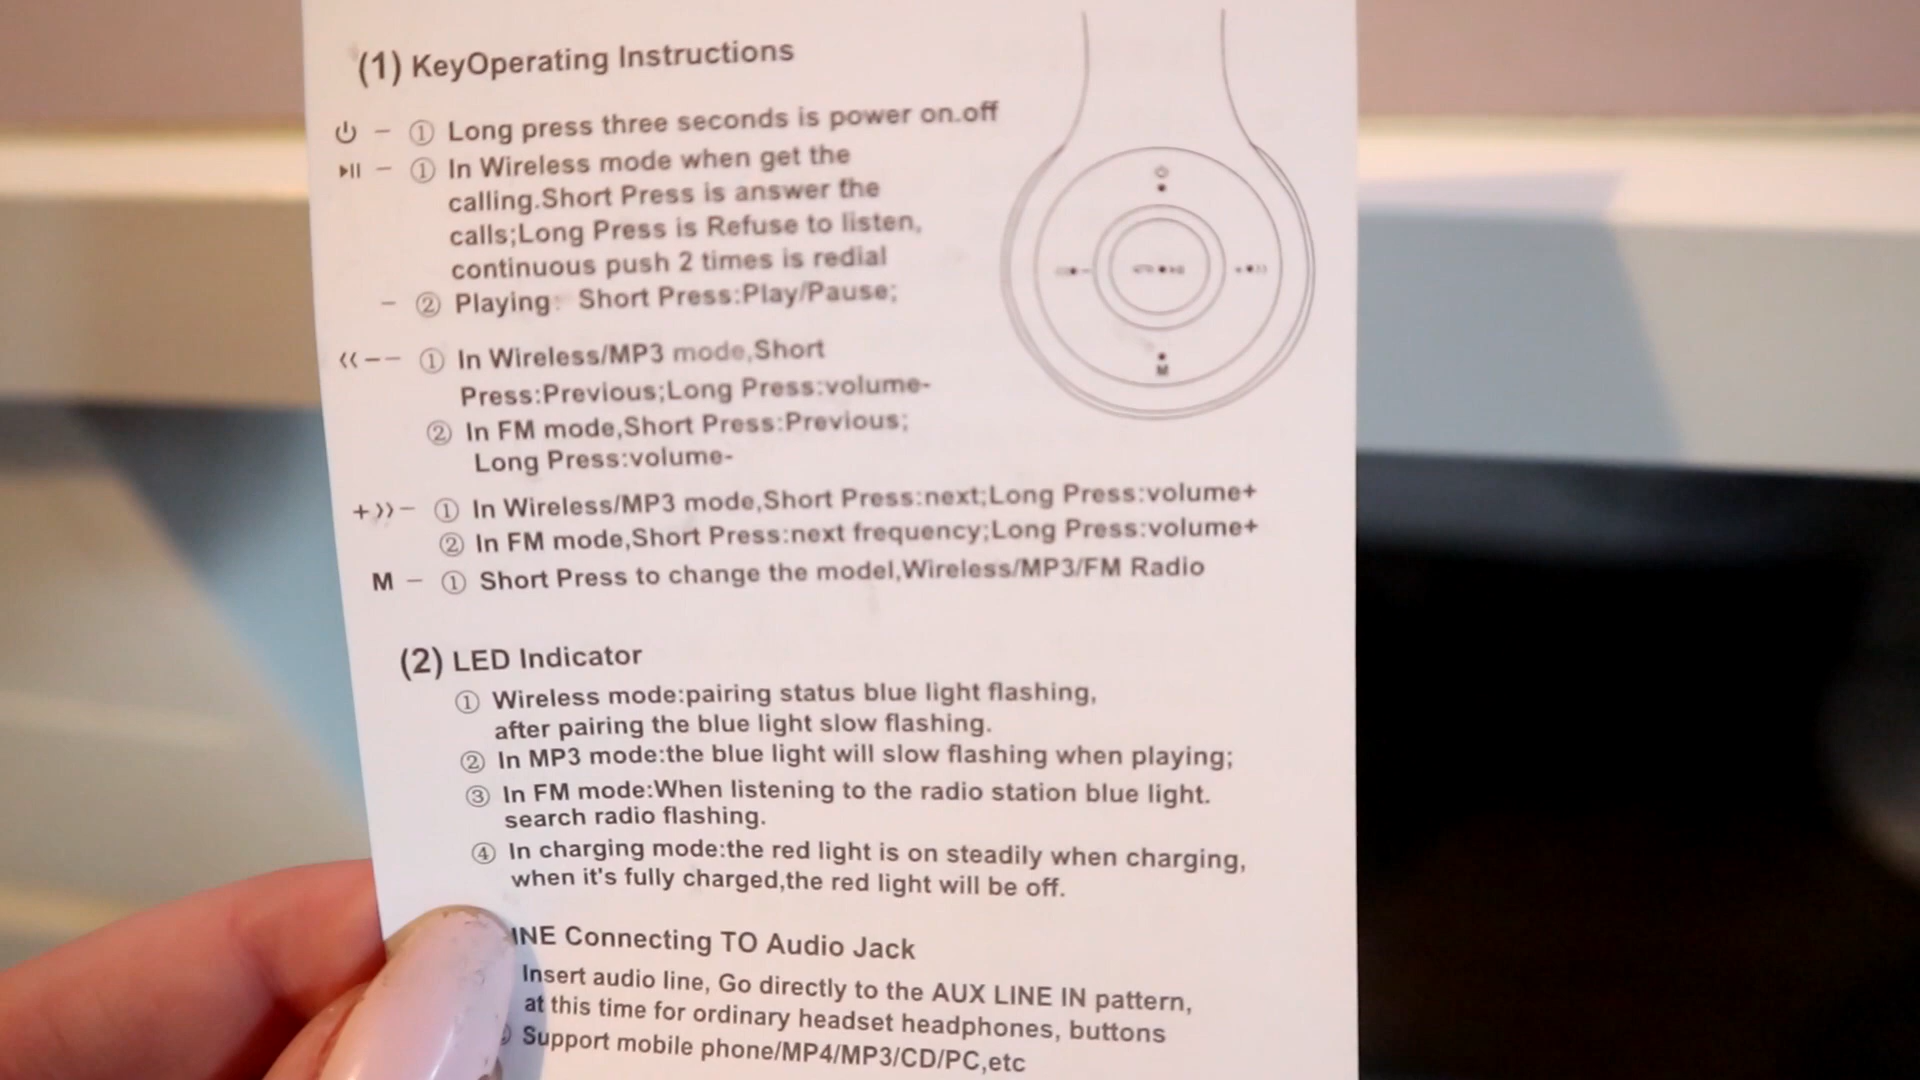 (1) KeyOperating Instructions
⏻ – ① Long press three seconds is power on.off
▶II – ① In Wireless mode when get the
calling.Short Press is answer the
calls;Long Press is Refuse to listen,
continuous push 2 times is redial
– ② Playing: Short Press:Play/Pause;
«–– ① In Wireless/MP3 mode,Short
Press:Previous;Long Press:volume-
② In FM mode,Short Press:Previous;
Long Press:volume-
+»– ① In Wireless/MP3 mode,Short Press:next;Long Press:volume+
② In FM mode,Short Press:next frequency;Long Press:volume+
M – ① Short Press to change the model,Wireless/MP3/FM Radio
M
(2) LED Indicator
① Wireless mode:pairing status blue light flashing,
after pairing the blue light slow flashing.
② In MP3 mode:the blue light will slow flashing when playing;
③ In FM mode:When listening to the radio station blue light.
search radio flashing.
④ In charging mode:the red light is on steadily when charging,
when it's fully charged,the red light will be off.
INE Connecting TO Audio Jack
Insert audio line, Go directly to the AUX LINE IN pattern,
at this time for ordinary headset headphones, buttons
Support mobile phone/MP4/MP3/CD/PC,etc